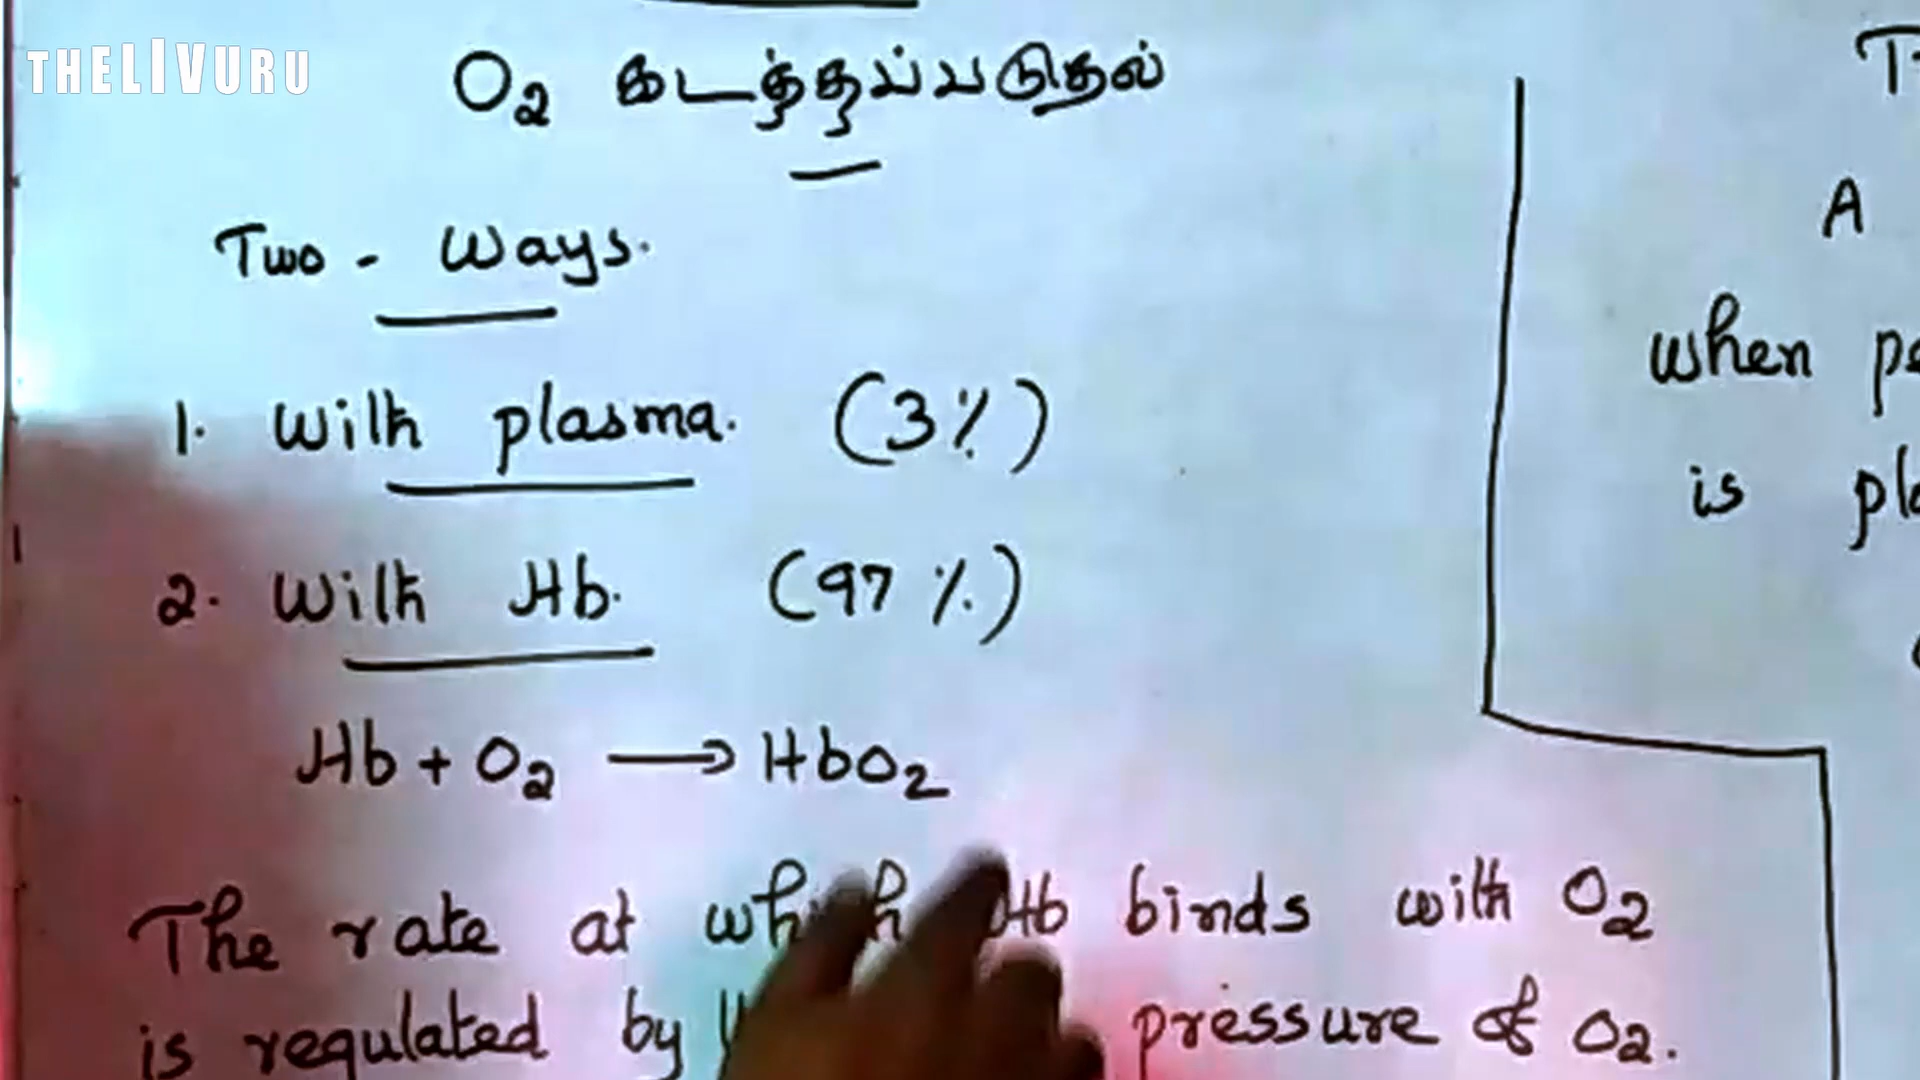 THELIVURU
O2 கடத்தப்படுதல்
Two - Ways.
1. With plasma. (3%)
2. With Hb. (97 %)
Hb + O2 → HbO2
The rate at which Hb binds with O2
is regulated by pressure of O2.
A
when
is